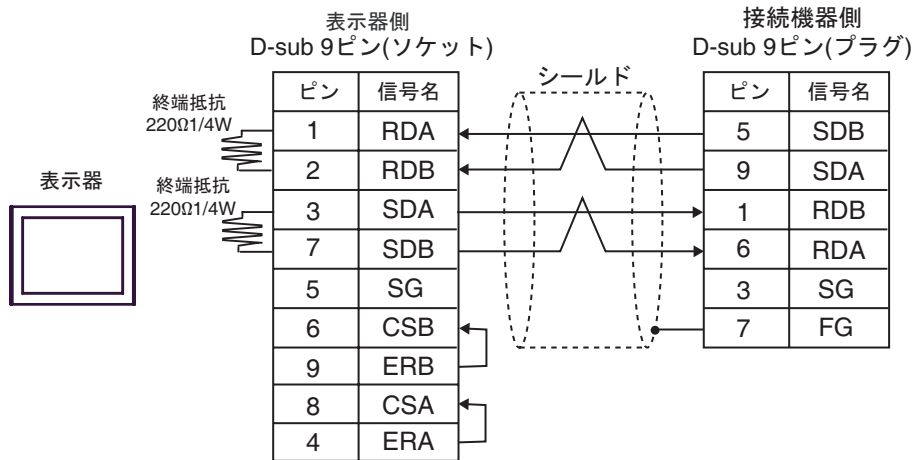 表示器側
D-sub 9ピン(ソケット)
接続機器側
D-sub 9ピン(プラグ)
シールド
終端抵抗
220Ω1/4W
終端抵抗
220Ω1/4W
表示器
ピン 信号名
1 RDA
2 RDB
3 SDA
7 SDB
5 SG
6 CSB
9 ERB
8 CSA
4 ERA
ピン 信号名
5 SDB
9 SDA
1 RDB
6 RDA
3 SG
7 FG